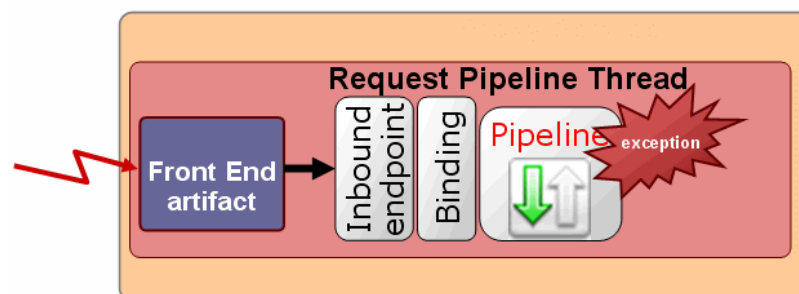 Request Pipeline Thread
Front End
artifact
Inbound
endpoint
Binding
Pipeline
exception